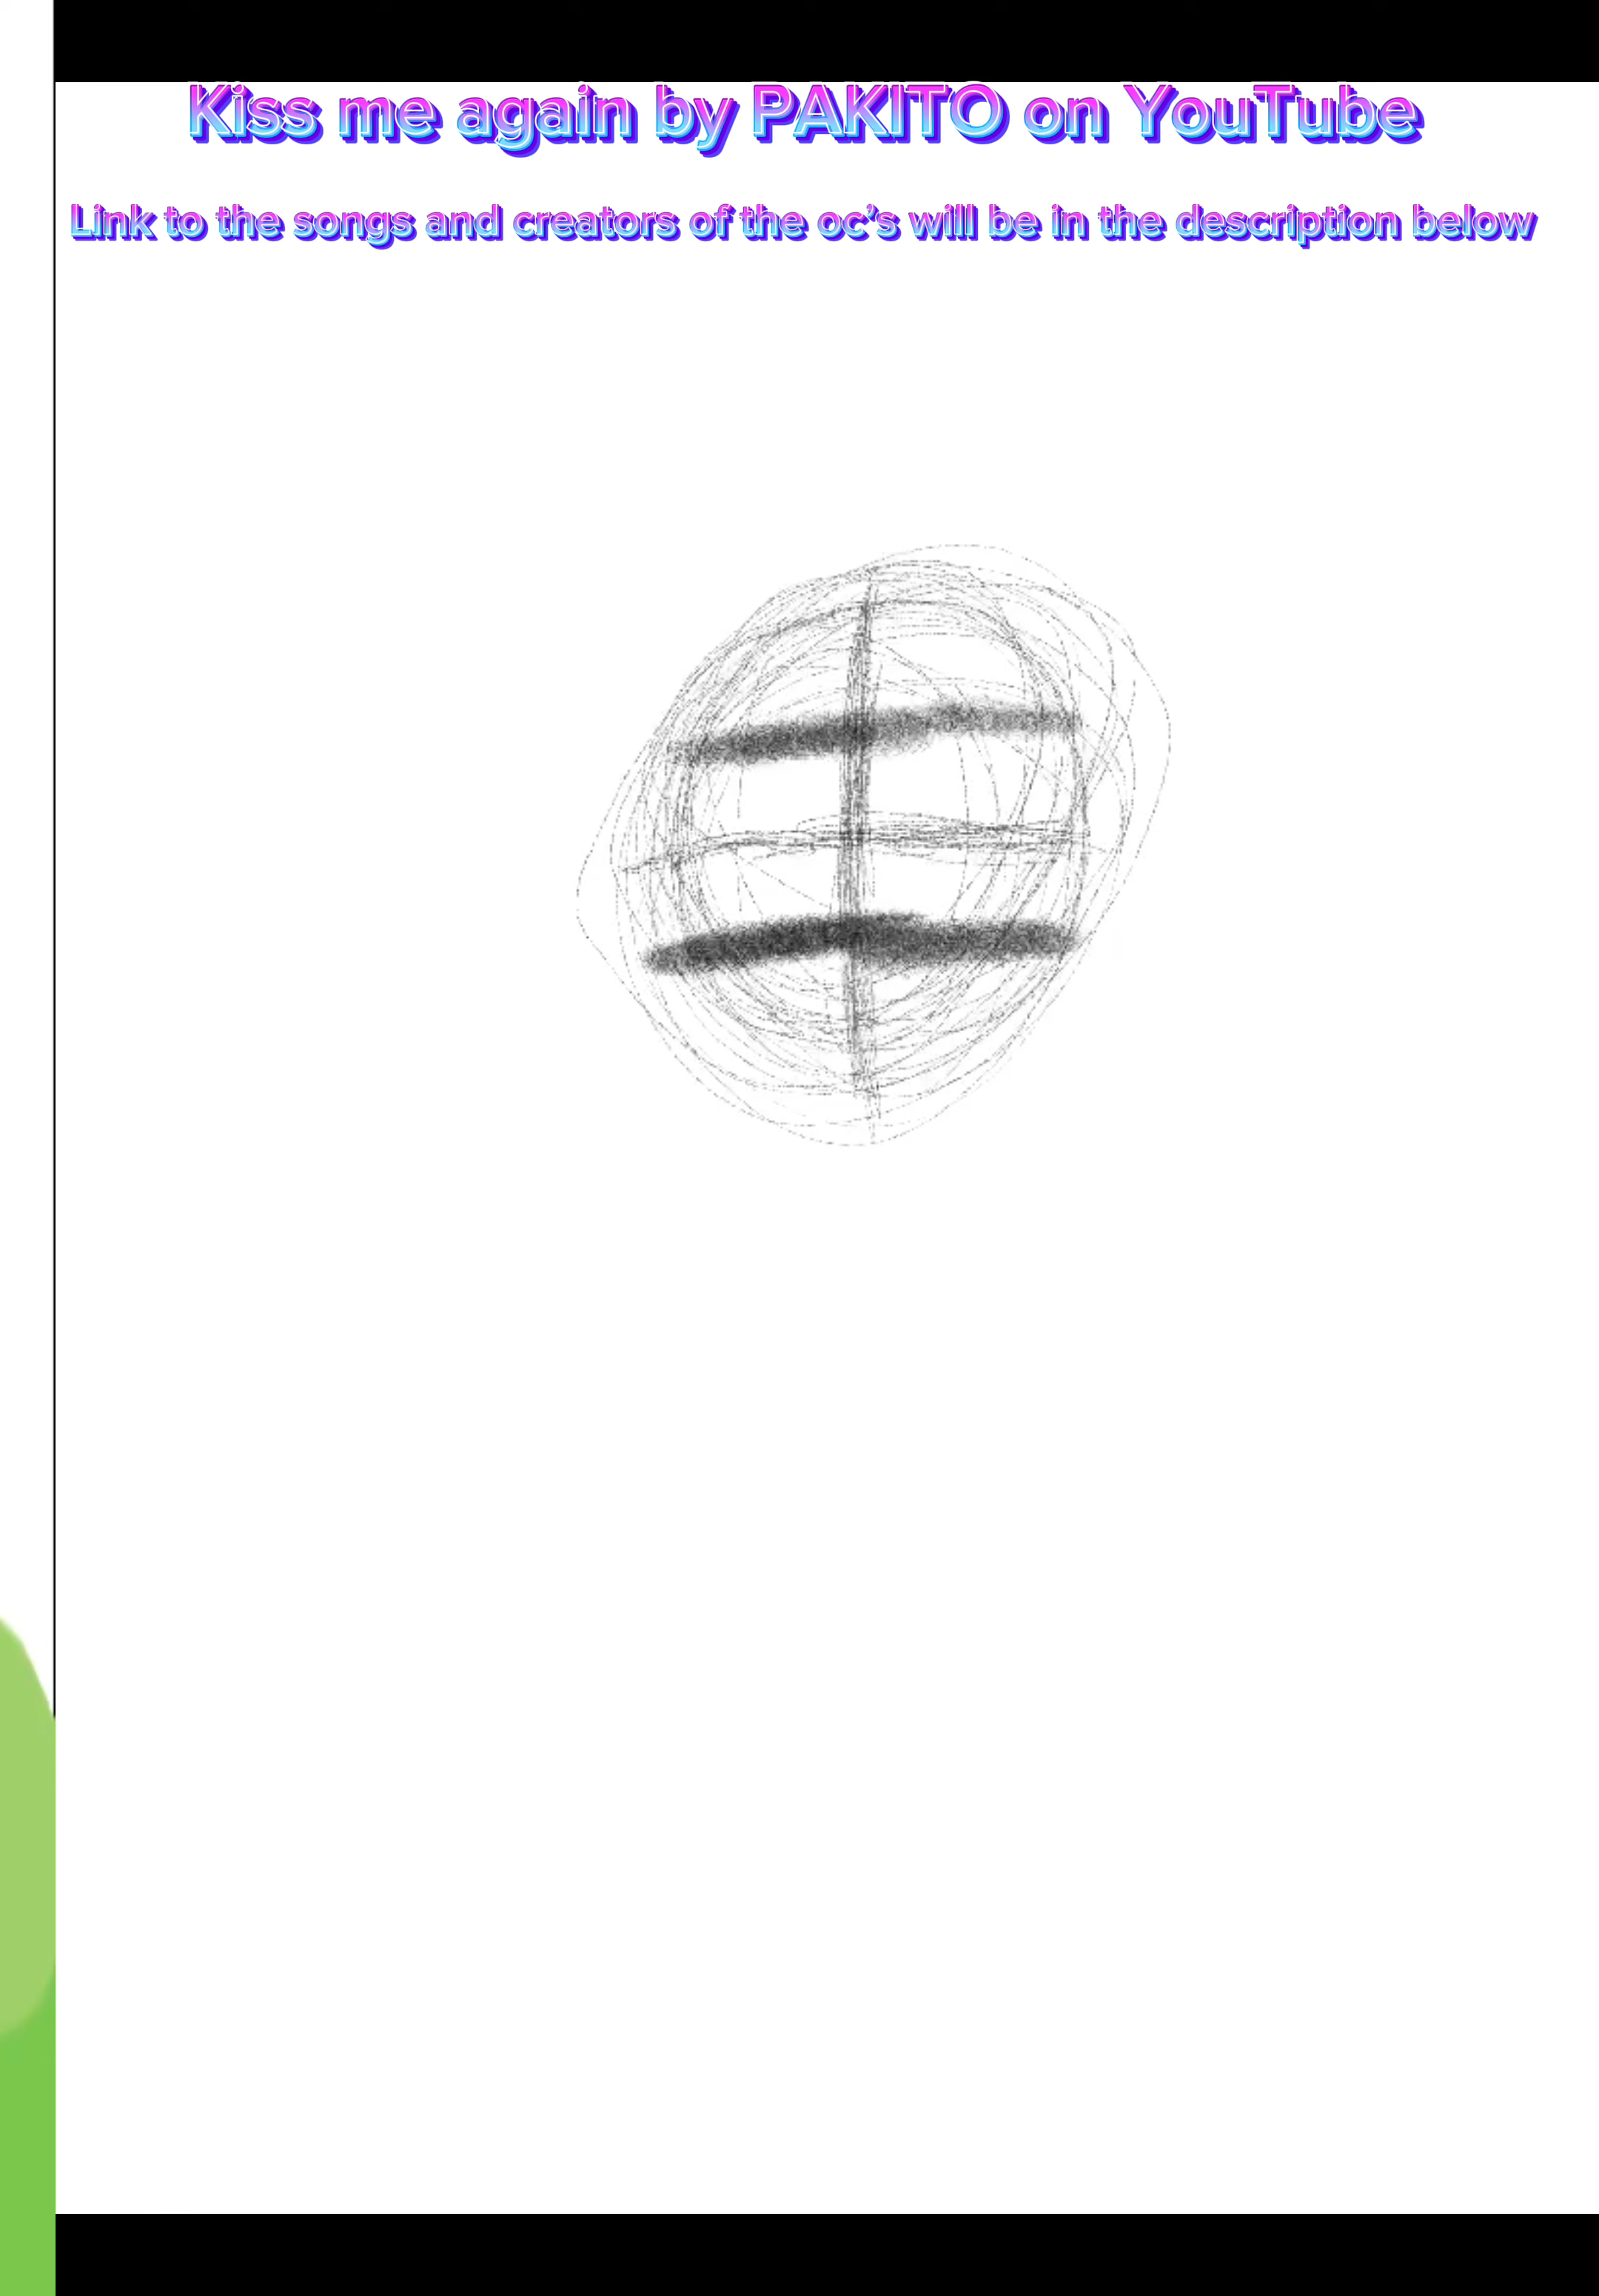 Kiss me again by PAKITO on YouTube
Link to the songs and creators of the oc's will be in the description below